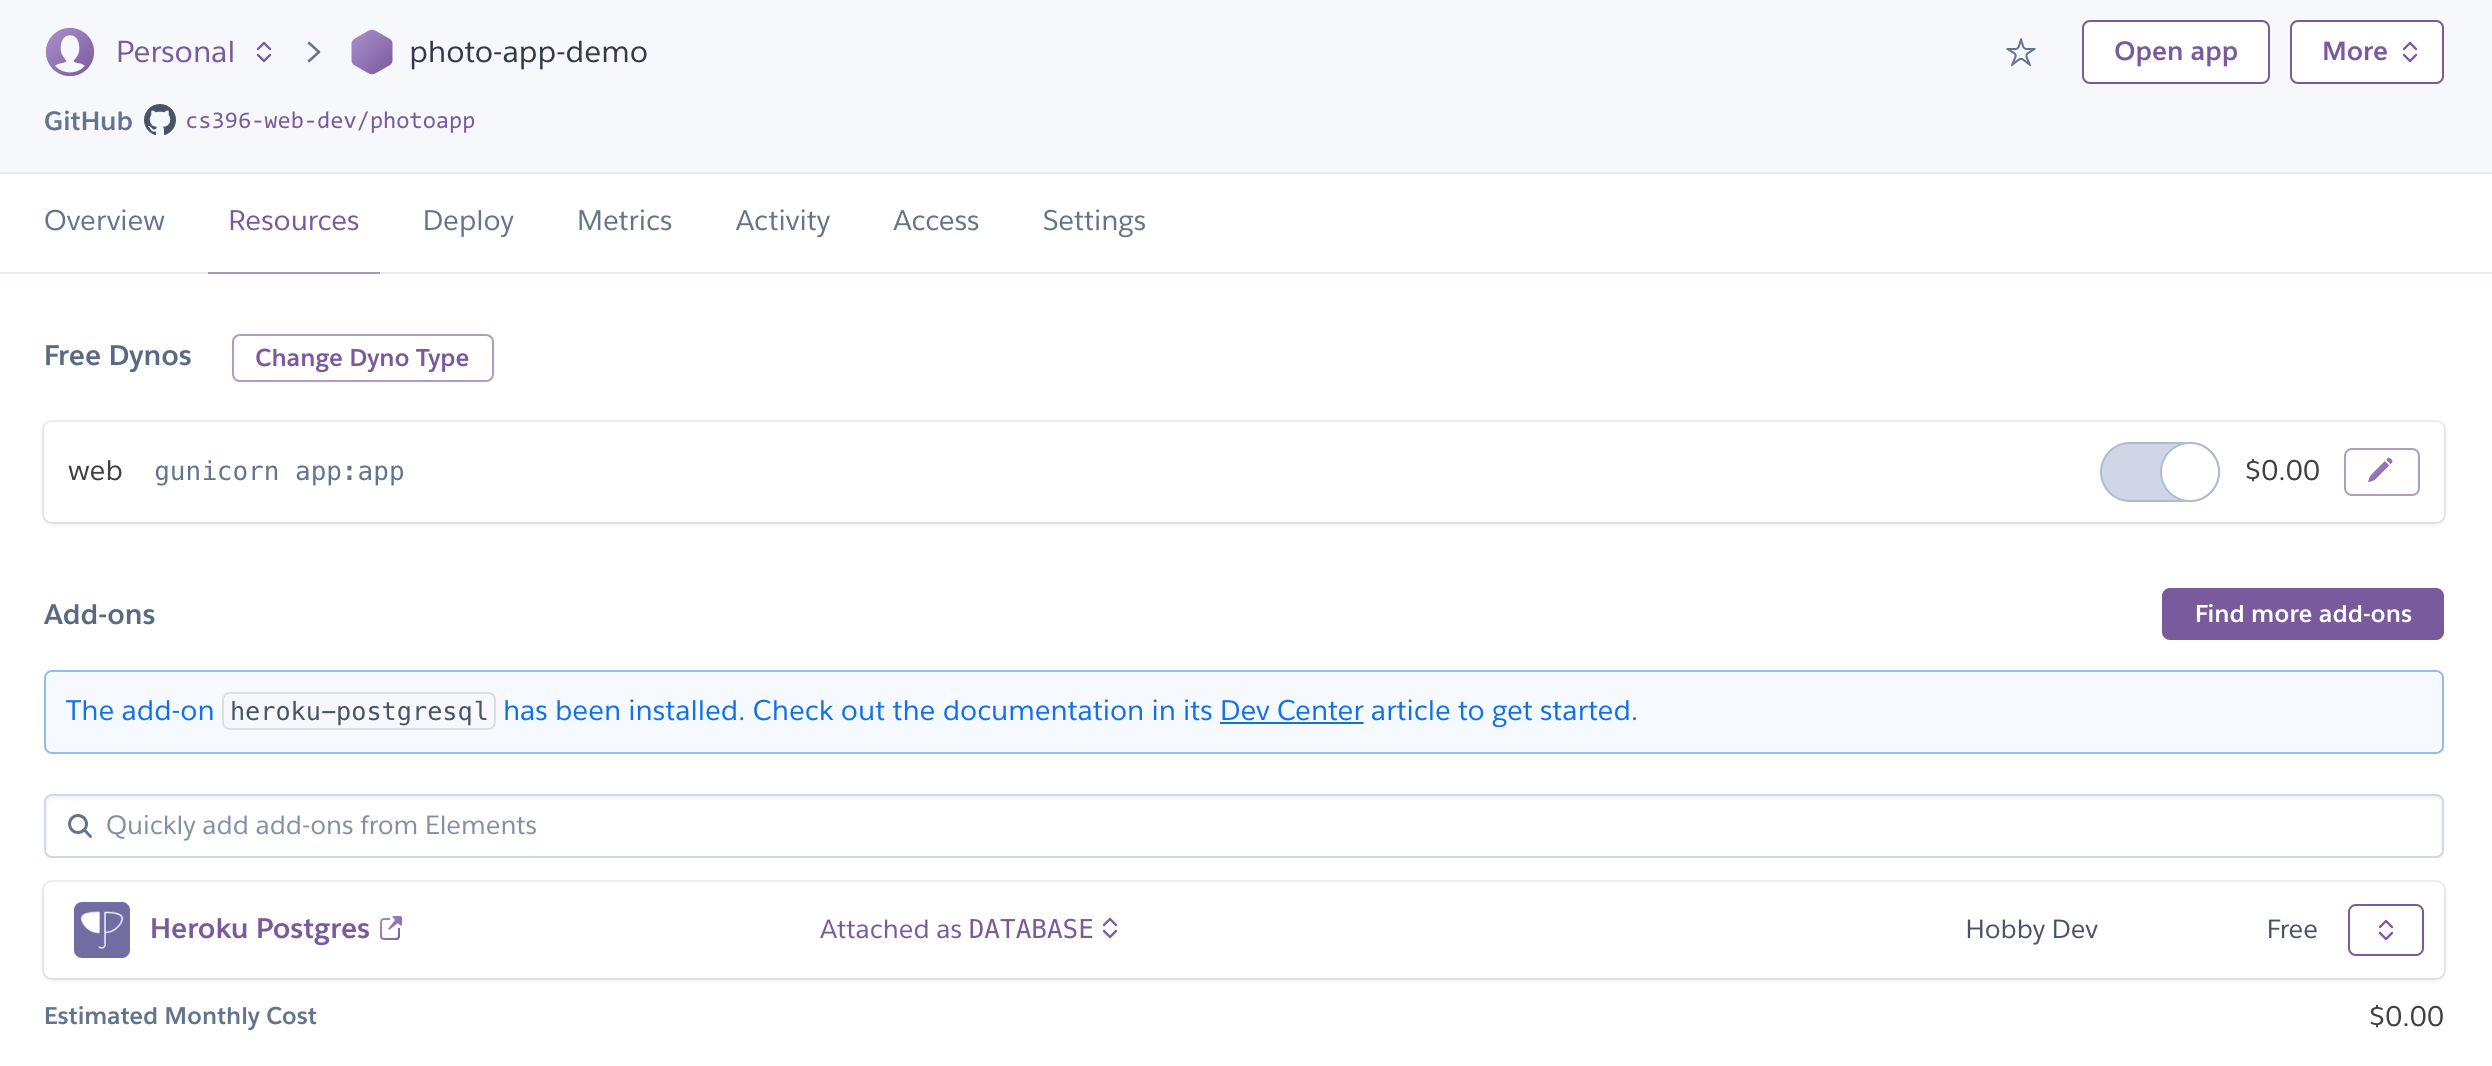 Personal photo-app-demo Open app More
GitHub cs396-web-dev/photoapp
Overview Resources Deploy Metrics Activity Access Settings
Free Dynos Change Dyno Type
web gunicorn app:app $0.00
Add-ons Find more add-ons
The add-on heroku-postgresql has been installed. Check out the documentation in its Dev Center article to get started.
Quickly add add-ons from Elements
Heroku Postgres Attached as DATABASE Hobby Dev Free
Estimated Monthly Cost $0.00